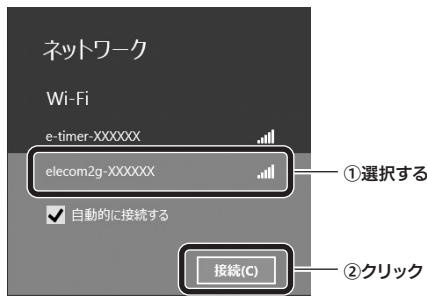 ネットワーク
Wi-Fi
e-timer-XXXXXX
elecom2g-XXXXXX
①選択する
自動的に接続する
接続(C)
②クリック